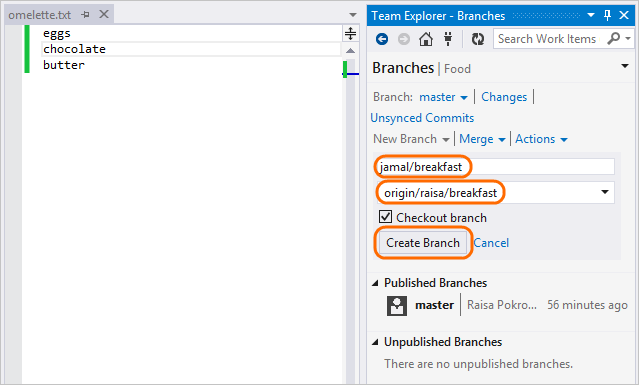 omelette.txt
eggs
chocolate
butter
Team Explorer - Branches
Search Work Items
Branches | Food
Branch: master | Changes |
Unsynced Commits
New Branch | Merge | Actions
jamal/breakfast
origin/raisa/breakfast
Checkout branch
Create Branch Cancel
Published Branches
master | Raisa Pokro... 56 minutes ago
Unpublished Branches
There are no unpublished branches.